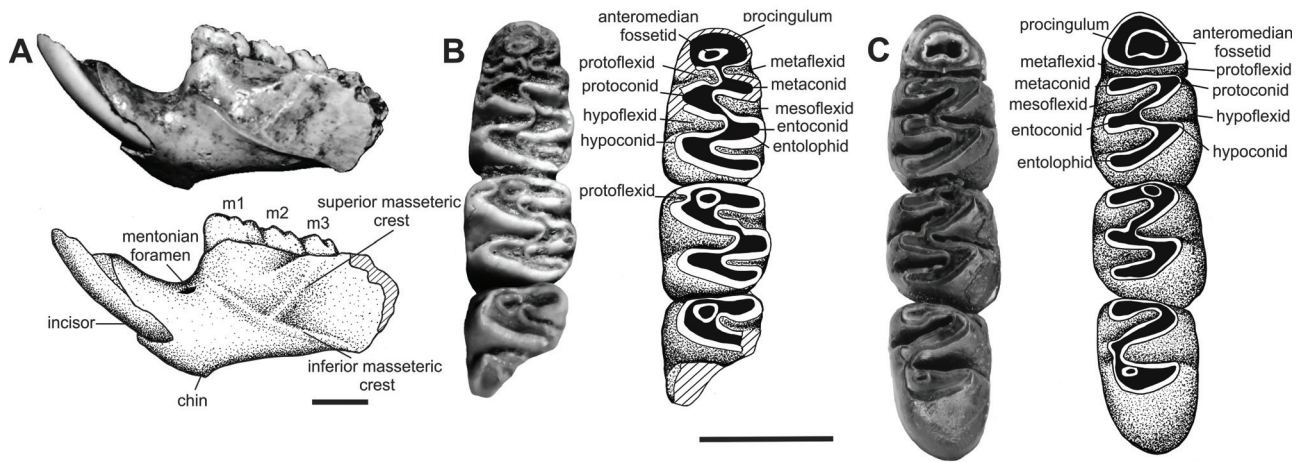 A
m1
m2
m3
superior masseteric
crest
mentonian
foramen
incisor
inferior masseteric
crest
chin
B
anteromedian
fossetid
procingulum
protoflexid
metaflexid
protoconid
metaconid
mesoflexid
hypoflexid
entoconid
hypoconid
entolophid
protoflexid
C
procingulum
anteromedian
fossetid
metaflexid
protoflexid
metaconid
protoconid
mesoflexid
hypoflexid
entoconid
hypoconid
entolophid